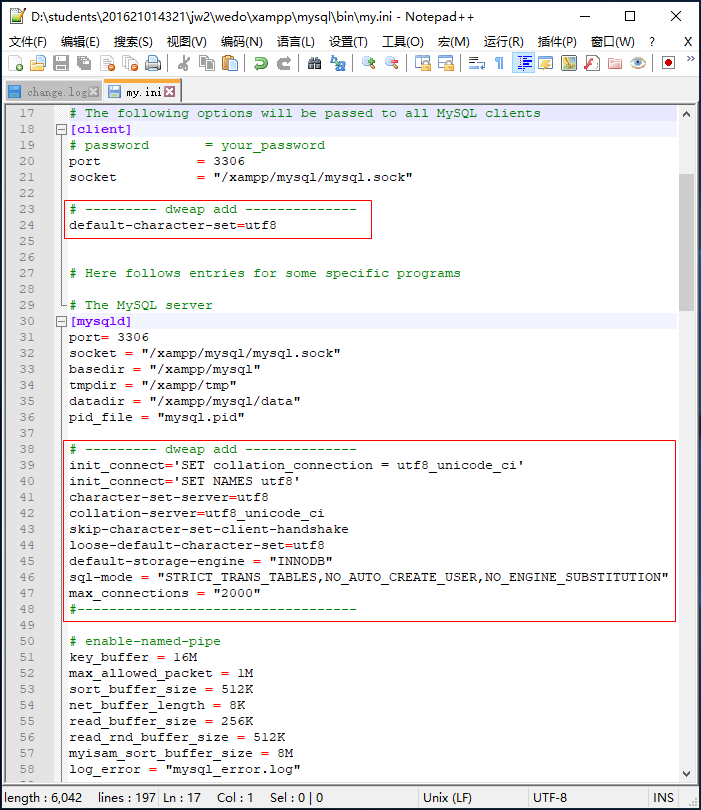 D:\students\201621014321\jw2\wedo\xampp\mysql\bin\my.ini - Notepad++
文件(F) 编辑(E) 搜索(S) 视图(V) 编码(N) 语言(L) 设置(T) 工具(O) 宏(M) 运行(R) 插件(P) 窗口(W) ? X
change.log my.ini
17 # The following options will be passed to all MySQL clients
18 [client]
19 # password       = your_password
20 port            = 3306
21 socket          = "/xampp/mysql/mysql.sock"
22
23 # --------- dweap add --------------
24 default-character-set=utf8
25
26
27 # Here follows entries for some specific programs
28
29 # The MySQL server
30 [mysqld]
31 port= 3306
32 socket = "/xampp/mysql/mysql.sock"
33 basedir = "/xampp/mysql"
34 tmpdir = "/xampp/tmp"
35 datadir = "/xampp/mysql/data"
36 pid_file = "mysql.pid"
37
38 # --------- dweap add --------------
39 init_connect='SET collation_connection = utf8_unicode_ci'
40 init_connect='SET NAMES utf8'
41 character-set-server=utf8
42 collation-server=utf8_unicode_ci
43 skip-character-set-client-handshake
44 loose-default-character-set=utf8
45 default-storage-engine = "INNODB"
46 sql-mode = "STRICT_TRANS_TABLES,NO_AUTO_CREATE_USER,NO_ENGINE_SUBSTITUTION"
47 max_connections = "2000"
48 #-----------------------------------
49
50 # enable-named-pipe
51 key_buffer = 16M
52 max_allowed_packet = 1M
53 sort_buffer_size = 512K
54 net_buffer_length = 8K
55 read_buffer_size = 256K
56 read_rnd_buffer_size = 512K
57 myisam_sort_buffer_size = 8M
58 log_error = "mysql_error.log"
length : 6,042 lines : 197 Ln : 17 Col : 1 Sel : 0 | 0 Unix (LF) UTF-8 INS